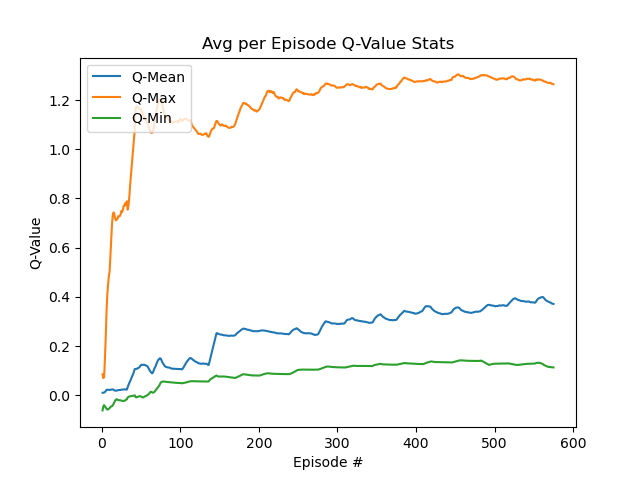 Avg per Episode Q-Value Stats
Q-Mean
Q-Max
Q-Min
Q-Value
1.2
1.0
0.8
0.6
0.4
0.2
0.0
0 100 200 300 400 500 600
Episode #